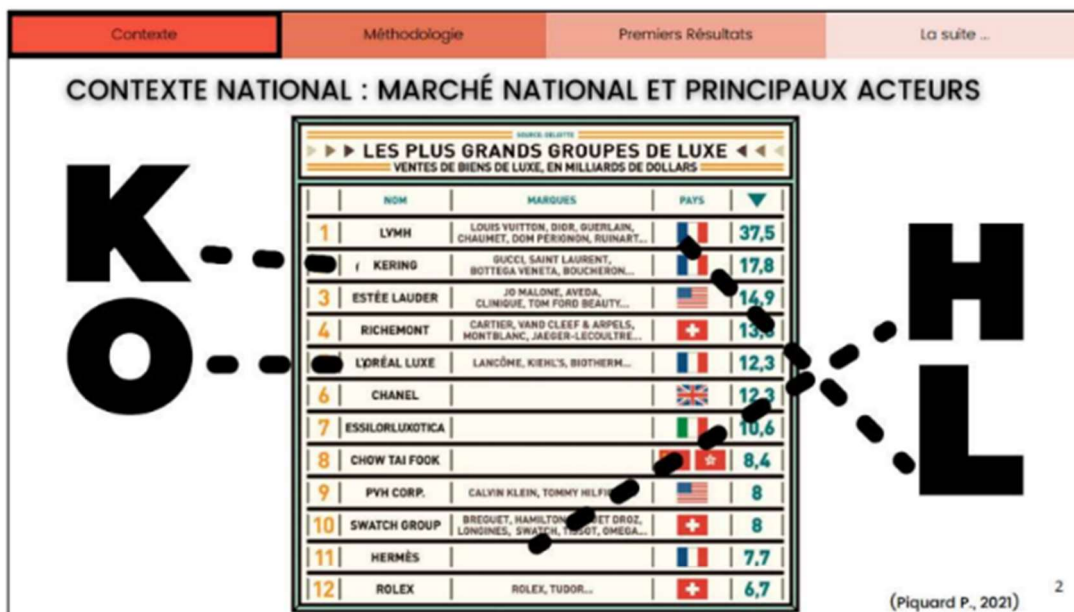 Contexte Méthodologie Premiers Résultats La suite ...
CONTEXTE NATIONAL : MARCHÉ NATIONAL ET PRINCIPAUX ACTEURS
K
O
H
L
SOURCE: DELOITTE
LES PLUS GRANDS GROUPES DE LUXE
VENTES DE BIENS DE LUXE, EN MILLIARDS DE DOLLARS
NOM MARQUES PAYS
1 LVMH LOUIS VUITTON, DIOR, GUERLAIN, 37,5
CHAUMET, DOM PÉRIGNON, RUINART...
KERING GUCCI, SAINT LAURENT, 17,8
BOTTEGA VENETA, BOUCHERON...
3 ESTÉE LAUDER JO MALONE, AVEDA, 14,9
CLINIQUE, TOM FORD BEAUTY...
4 RICHEMONT CARTIER, VAND CLEEF & ARPELS,
MONTBLANC, JAEGER-LECOULTRE...
L'ORÉAL LUXE LANCÔME, KIEHL'S, BIOTHERM... 12,3
6 CHANEL 12,3
7 ESSILORLUXOTICA 10,6
8 CHOW TAI FOOK 8,4
9 PVH CORP. CALVIN KLEIN, TOMMY 8
10 SWATCH GROUP BREGUET, HAMILTON, DROZ, 8
LONGINES, SWATCH, TISSOT, OMEGA...
11 HERMÈS 7,7
12 ROLEX ROLEX, TUDOR... 6,7
(Piquard P., 2021)
2